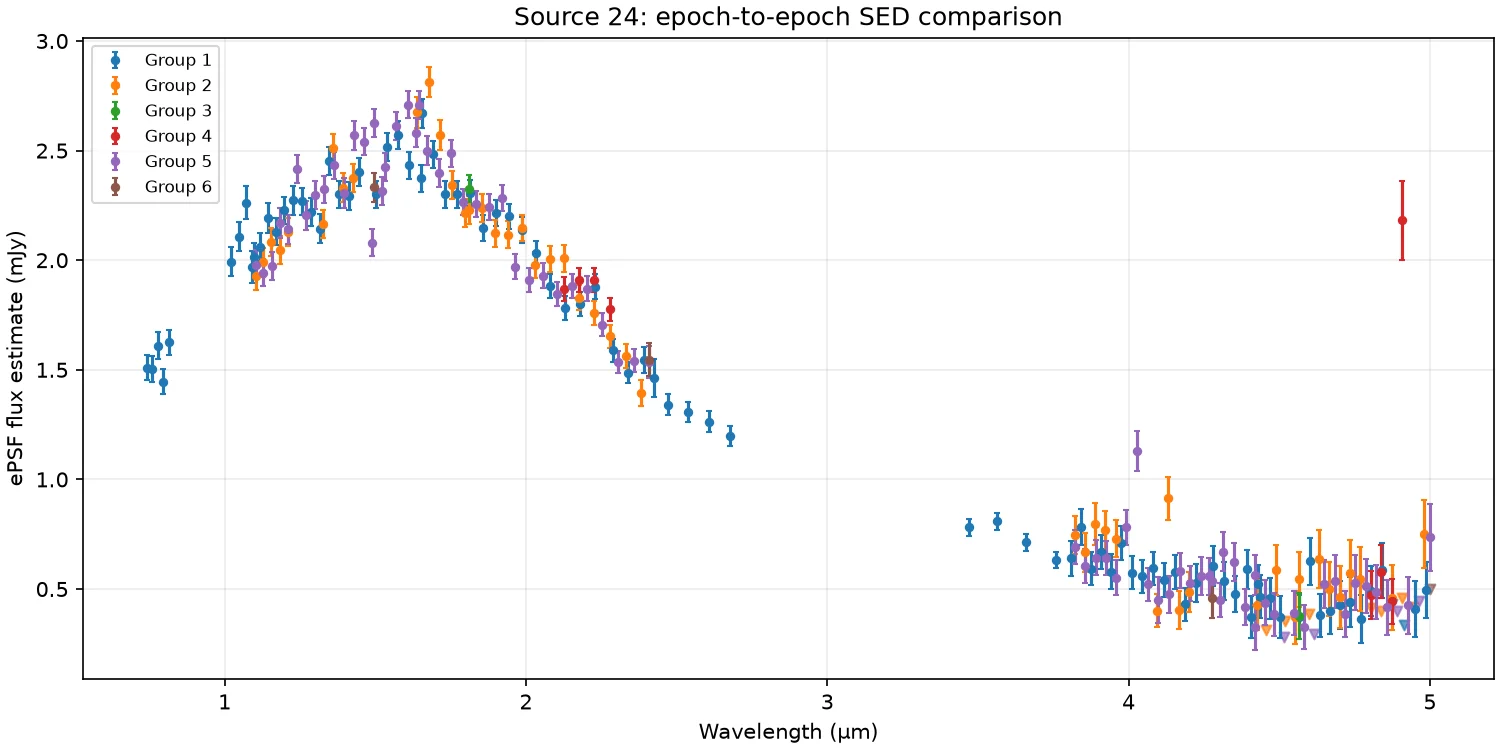 Source 24: epoch-to-epoch SED comparison
3.0
2.5
2.0
1.5
1.0
0.5
ePSF flux estimate (mJy)
Group 1
Group 2
Group 3
Group 4
Group 5
Group 6
1
2
3
4
5
Wavelength (μm)